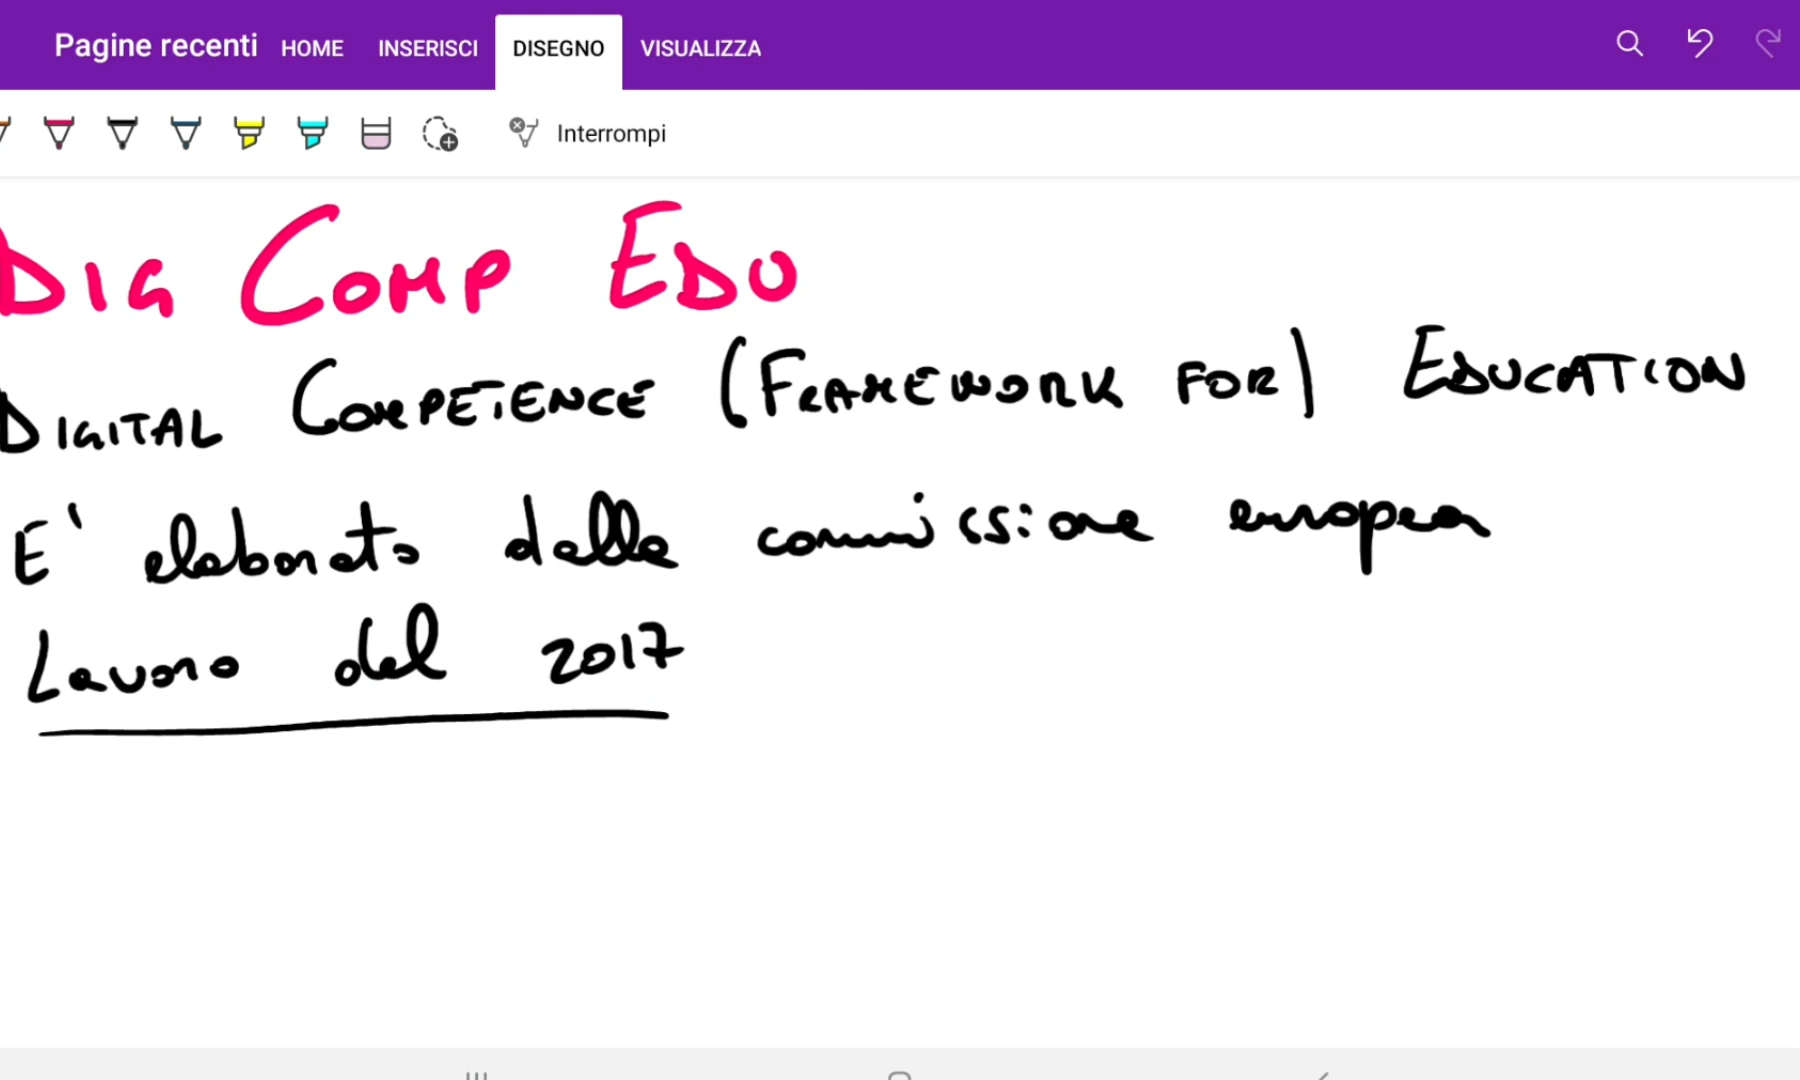 Pagine recenti HOME INSERISCI DISEGNO VISUALIZZA
Interrompi
DIG COMP EDU
DIGITAL COMPETENCE (FRAMEWORK FOR) EDUCATION
E' elaborato dalla commissione europea
Lavoro del 2017